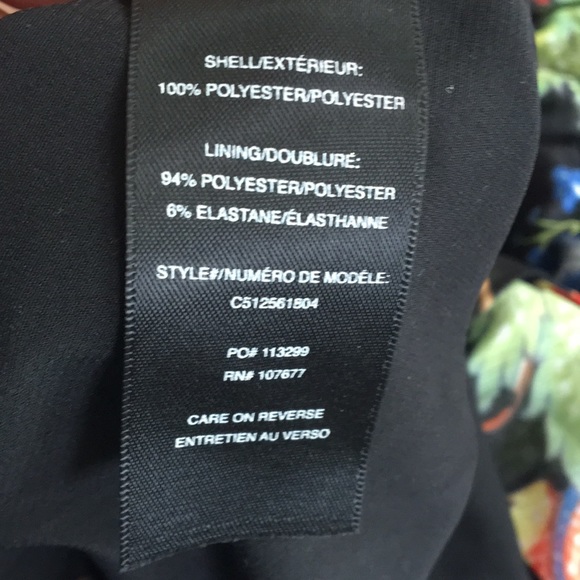 SHELL/EXTÉRIEUR:
100% POLYESTER/POLYESTER
LINING/DOUBLURÉ:
94% POLYESTER/POLYESTER
6% ELASTANE/ÉLASTHANNE
STYLE#/NUMÉRO DE MODÈLE:
C512561804
PO# 113299
RN# 107677
CARE ON REVERSE
ENTRETIEN AU VERSO